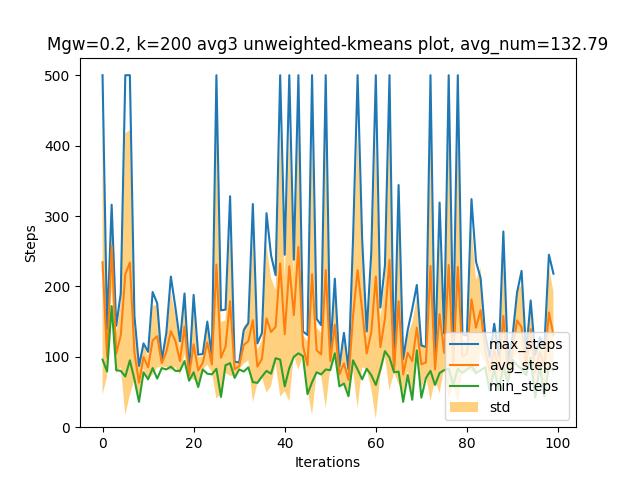 Mgw=0.2, k=200 avg3 unweighted-kmeans plot, avg_num=132.79
500
400
300
200
100
0
Steps
0
20
40
60
80
100
Iterations
max_steps
avg_steps
min_steps
std